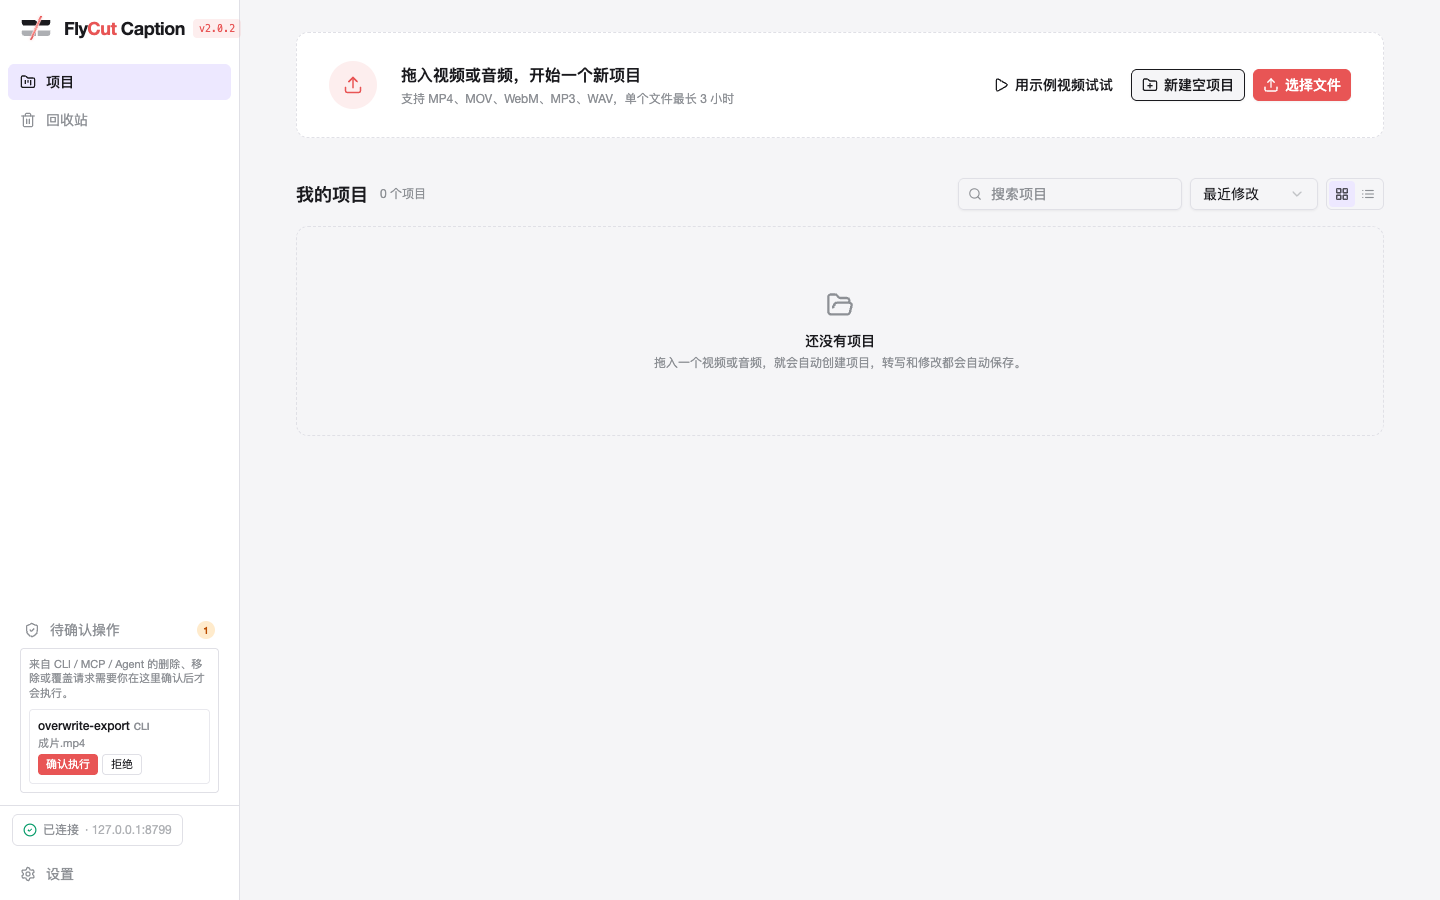 FlyCut Caption v2.0.2
项目
回收站
拖入视频或音频，开始一个新项目
支持 MP4、MOV、WebM、MP3、WAV，单个文件最长 3 小时
用示例视频试试
新建空项目
选择文件
我的项目 0 个项目
搜索项目
最近修改
还没有项目
拖入一个视频或音频，就会自动创建项目，转写和修改都会自动保存。
待确认操作 1
来自 CLI / MCP / Agent 的删除、移
除或覆盖请求需要你在这里确认后才
会执行。
overwrite-export CLI
成片.mp4
确认执行 拒绝
已连接 · 127.0.0.1:8799
设置